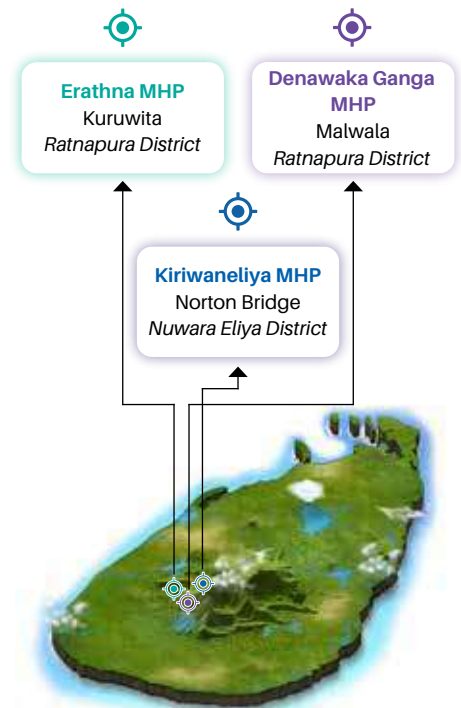 Erathna MHP
Kuruwita
Ratnapura District
Denawaka Ganga
MHP
Malwala
Ratnapura District
Kiriwaneliya MHP
Norton Bridge
Nuwara Eliya District